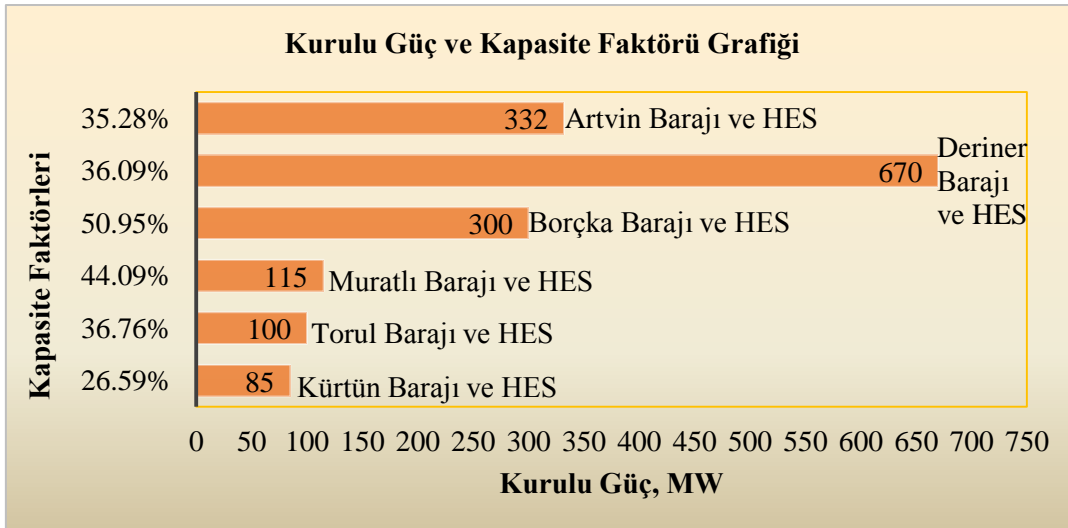 Kurulu Güç ve Kapasite Faktörü Grafiği
Kapasite Faktörleri
35.28% 332 Artvin Barajı ve HES
36.09% 670 Deriner
Barajı
ve HES
50.95% 300 Borçka Barajı ve HES
44.09% 115 Muratlı Barajı ve HES
36.76% 100 Torul Barajı ve HES
26.59% 85 Kürtün Barajı ve HES
0 50 100 150 200 250 300 350 400 450 500 550 600 650 700 750
Kurulu Güç, MW